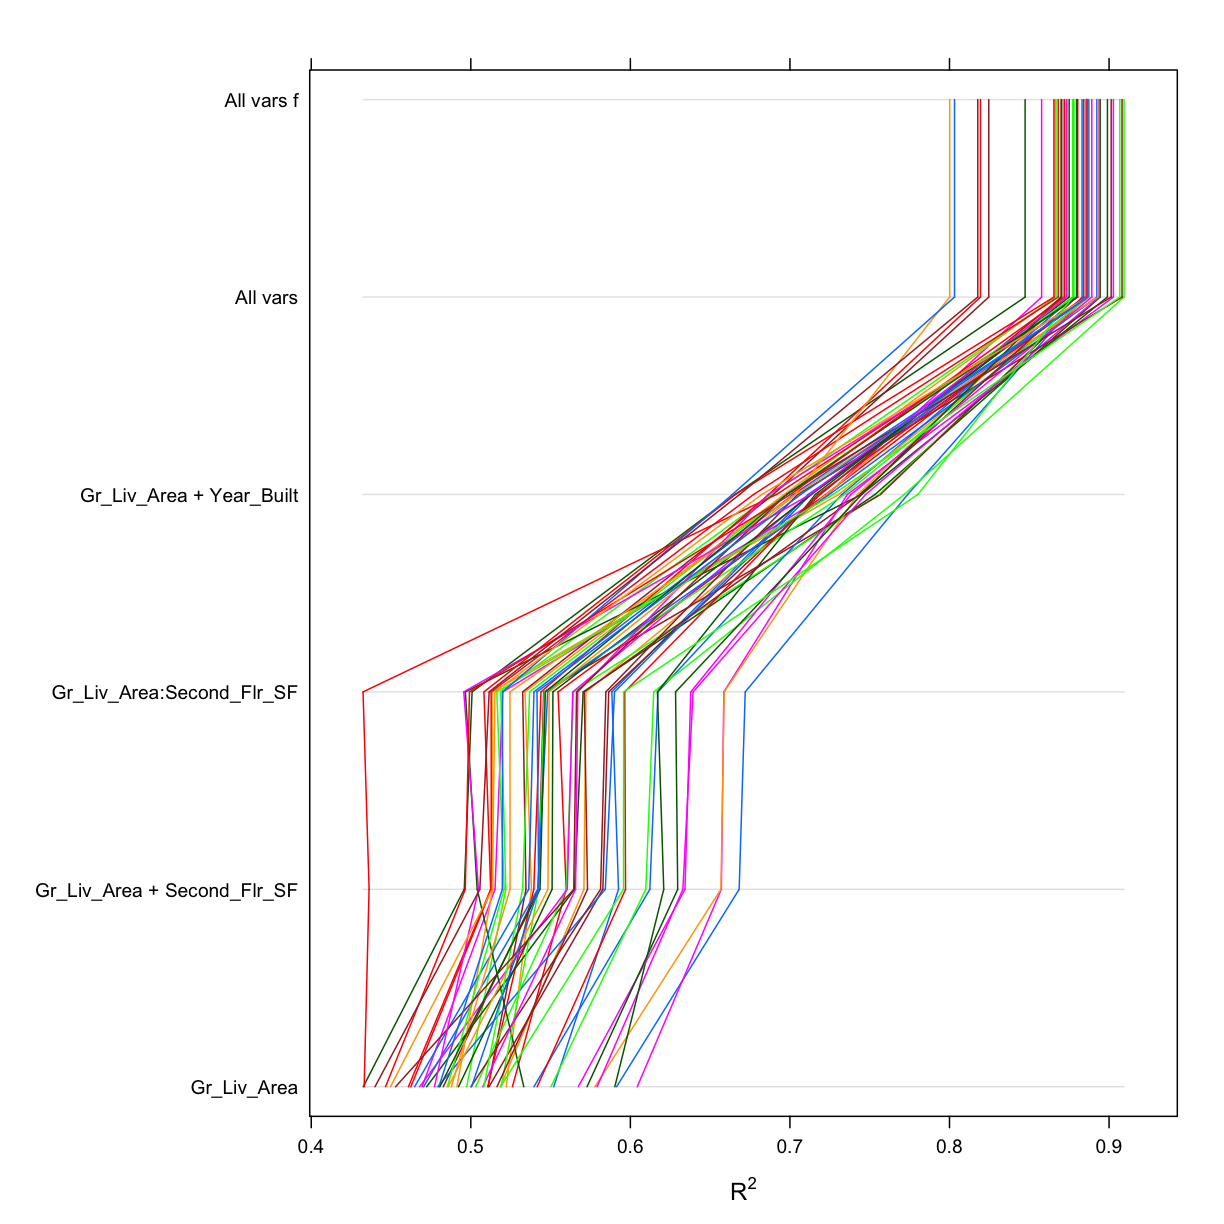 All vars f
All vars
Gr_Liv_Area + Year_Built
Gr_Liv_Area:Second_Flr_SF
Gr_Liv_Area + Second_Flr_SF
Gr_Liv_Area
0.4 0.5 0.6 0.7 0.8 0.9
R²